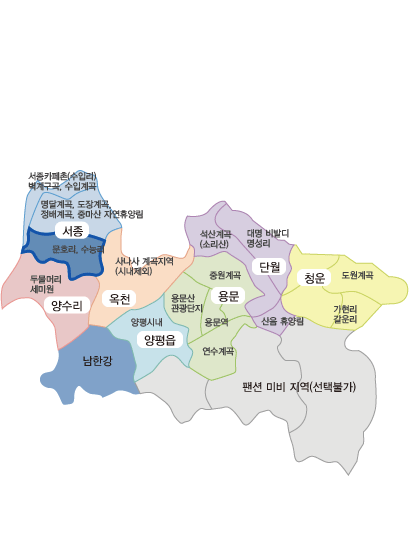 서종카페촌(수입리)
벽계구곡, 수입계곡
명달계곡, 도장계곡,
정배계곡, 중미산 자연휴양림
서종
문호리, 수능리
석산계곡
(소리산)
대명 비발디
명성리
단월
사나사 계곡지역
(시내제외)
중원계곡
청운
도원계곡
두물머리
세미원
양수리
옥천
용문산
관광단지
용문
가현리
갈운리
양평시내
용문역
산음 휴양림
양평읍
연수계곡
남한강
팬션 미비 지역(선택불가)